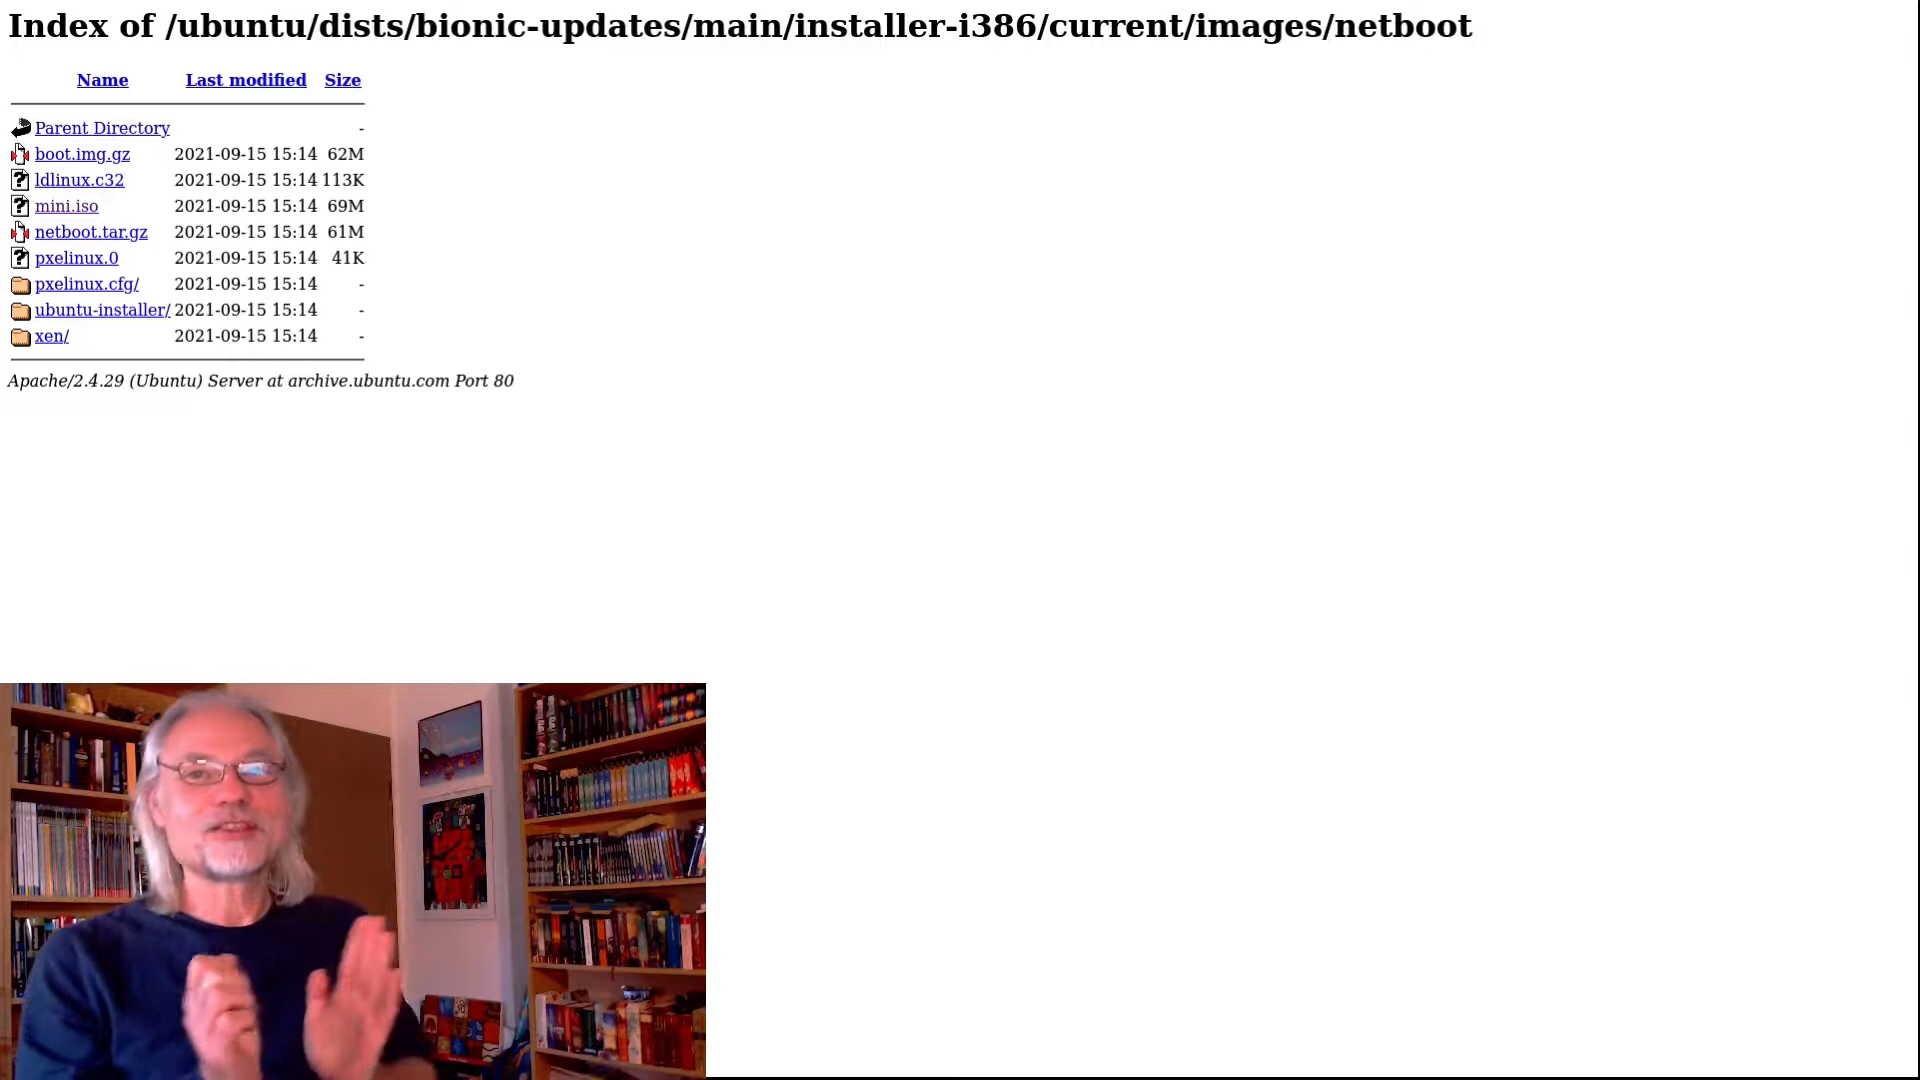 Index of /ubuntu/dists/bionic-updates/main/installer-i386/current/images/netboot
Name Last modified Size
Parent Directory -
boot.img.gz 2021-09-15 15:14 62M
ldlinux.c32 2021-09-15 15:14 113K
mini.iso 2021-09-15 15:14 69M
netboot.tar.gz 2021-09-15 15:14 61M
pxelinux.0 2021-09-15 15:14 41K
pxelinux.cfg/ 2021-09-15 15:14 -
ubuntu-installer/ 2021-09-15 15:14 -
xen/ 2021-09-15 15:14 -
Apache/2.4.29 (Ubuntu) Server at archive.ubuntu.com Port 80